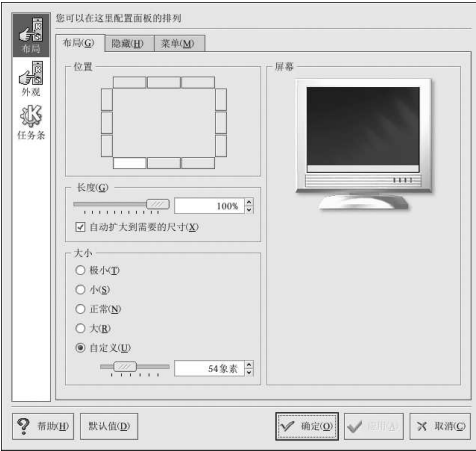 您可以在这里配置面板的排列
布局
外观
任务条
布局(G)
隐藏(H)
菜单(M)
位置
屏幕
长度(G)
100%
自动扩大到需要的尺寸(X)
大小
极小(T)
小(S)
正常(N)
大(R)
自定义(U)
54象素
帮助(H)
默认值(D)
确定(O)
应用(A)
取消(C)